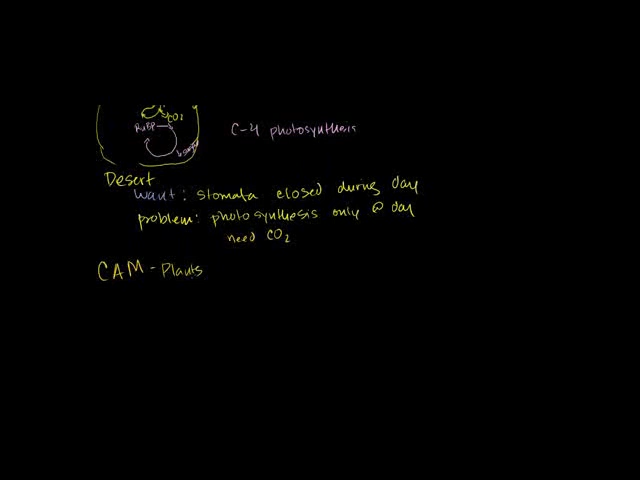 CO2
RuBP
C-4 photosynthesis
Desert
Want: stomata closed during day
problem: photosynthesis only @ day
need CO2
CAM - Plants